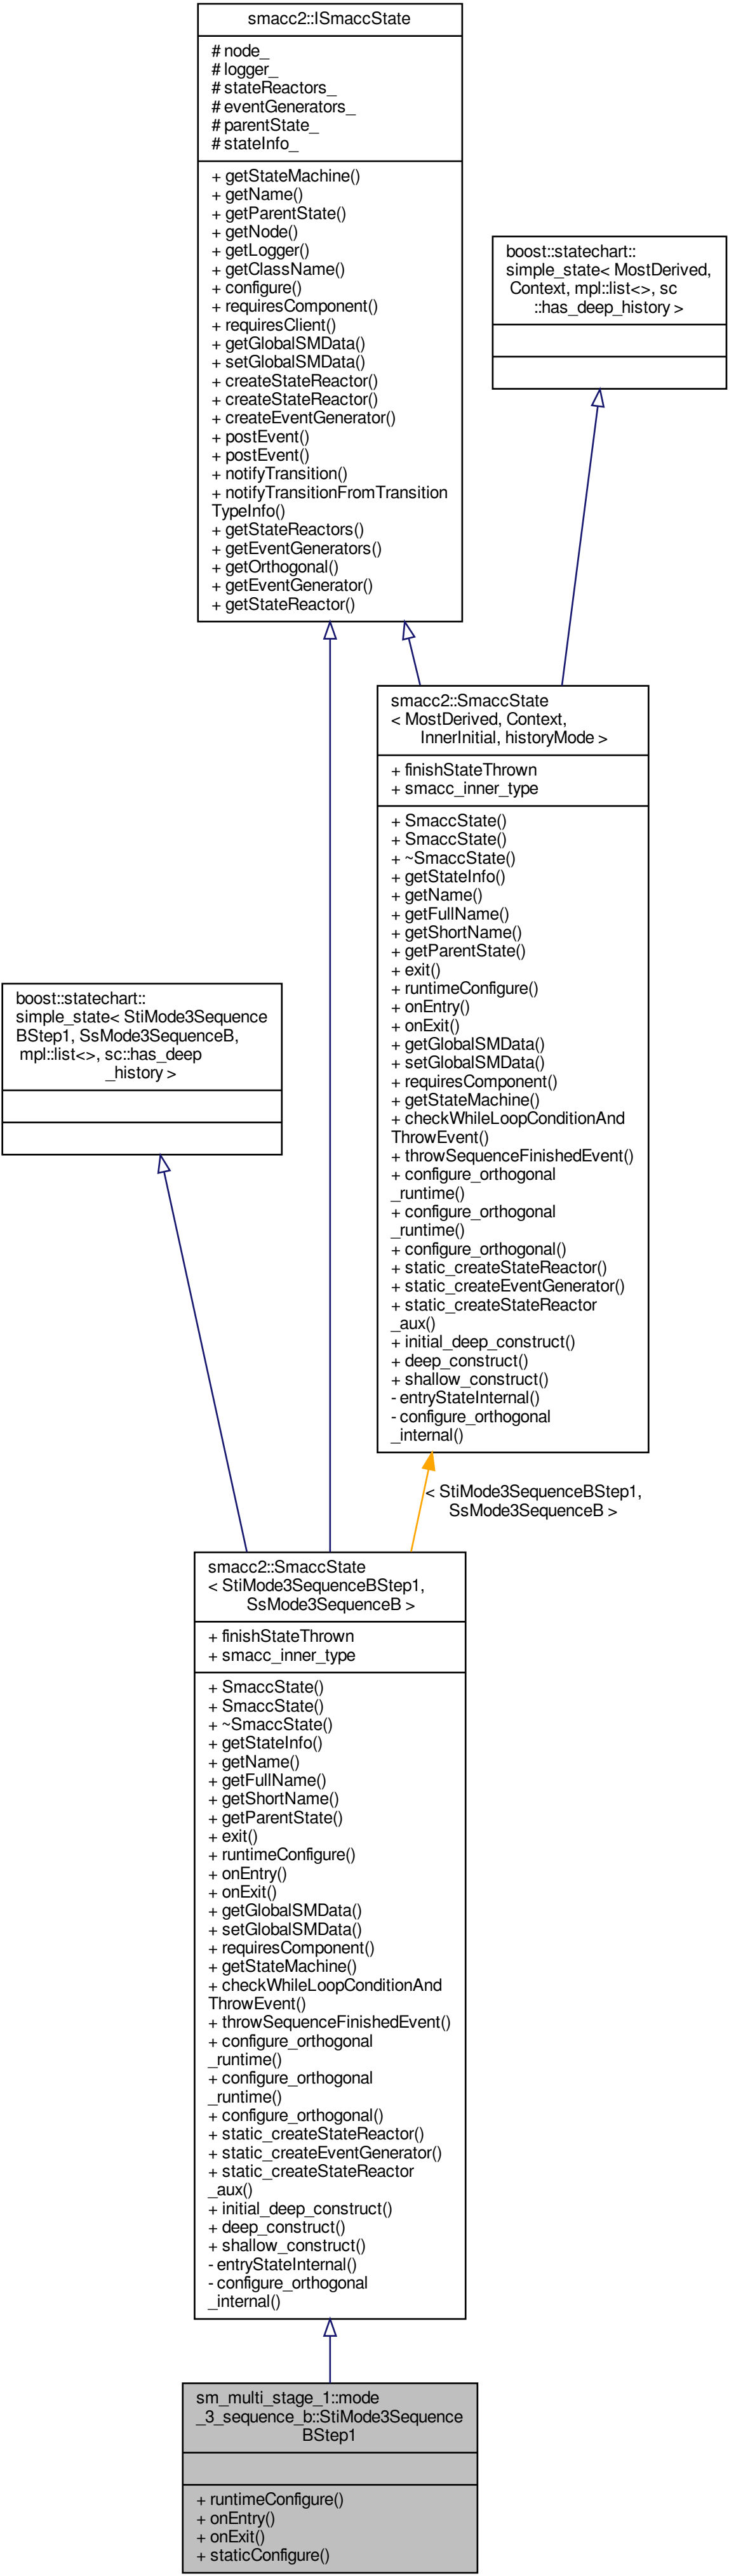 smacc2::ISmaccState
# node_
# logger_
# stateReactors_
# eventGenerators_
# parentState_
# stateInfo_
+ getStateMachine()
+ getName()
+ getParentState()
+ getNode()
+ getLogger()
+ getClassName()
+ configure()
+ requiresComponent()
+ requiresClient()
+ getGlobalSMData()
+ setGlobalSMData()
+ createStateReactor()
+ createStateReactor()
+ createEventGenerator()
+ postEvent()
+ postEvent()
+ notifyTransition()
+ notifyTransitionFromTransition
TypeInfo()
+ getStateReactors()
+ getEventGenerators()
+ getOrthogonal()
+ getEventGenerator()
+ getStateReactor()
boost::statechart::
simple_state< MostDerived,
Context, mpl::list<>, sc
::has_deep_history >
smacc2::SmaccState
< MostDerived, Context,
InnerInitial, historyMode >
+ finishStateThrown
+ smacc_inner_type
+ SmaccState()
+ SmaccState()
+ ~SmaccState()
+ getStateInfo()
+ getName()
+ getFullName()
+ getShortName()
+ getParentState()
+ exit()
+ runtimeConfigure()
+ onEntry()
+ onExit()
+ getGlobalSMData()
+ setGlobalSMData()
+ requiresComponent()
+ getStateMachine()
+ checkWhileLoopConditionAnd
ThrowEvent()
+ throwSequenceFinishedEvent()
+ configure_orthogonal
_runtime()
+ configure_orthogonal
_runtime()
+ configure_orthogonal()
+ static_createStateReactor()
+ static_createEventGenerator()
+ static_createStateReactor
_aux()
+ initial_deep_construct()
+ deep_construct()
+ shallow_construct()
- entryStateInternal()
- configure_orthogonal
_internal()
boost::statechart::
simple_state< StiMode3Sequence
BStep1, SsMode3SequenceB,
mpl::list<>, sc::has_deep
_history >
< StiMode3SequenceBStep1,
SsMode3SequenceB >
smacc2::SmaccState
< StiMode3SequenceBStep1,
SsMode3SequenceB >
+ finishStateThrown
+ smacc_inner_type
+ SmaccState()
+ SmaccState()
+ ~SmaccState()
+ getStateInfo()
+ getName()
+ getFullName()
+ getShortName()
+ getParentState()
+ exit()
+ runtimeConfigure()
+ onEntry()
+ onExit()
+ getGlobalSMData()
+ setGlobalSMData()
+ requiresComponent()
+ getStateMachine()
+ checkWhileLoopConditionAnd
ThrowEvent()
+ throwSequenceFinishedEvent()
+ configure_orthogonal
_runtime()
+ configure_orthogonal
_runtime()
+ configure_orthogonal()
+ static_createStateReactor()
+ static_createEventGenerator()
+ static_createStateReactor
_aux()
+ initial_deep_construct()
+ deep_construct()
+ shallow_construct()
- entryStateInternal()
- configure_orthogonal
_internal()
sm_multi_stage_1::mode
_3_sequence_b::StiMode3Sequence
BStep1
+ runtimeConfigure()
+ onEntry()
+ onExit()
+ staticConfigure()